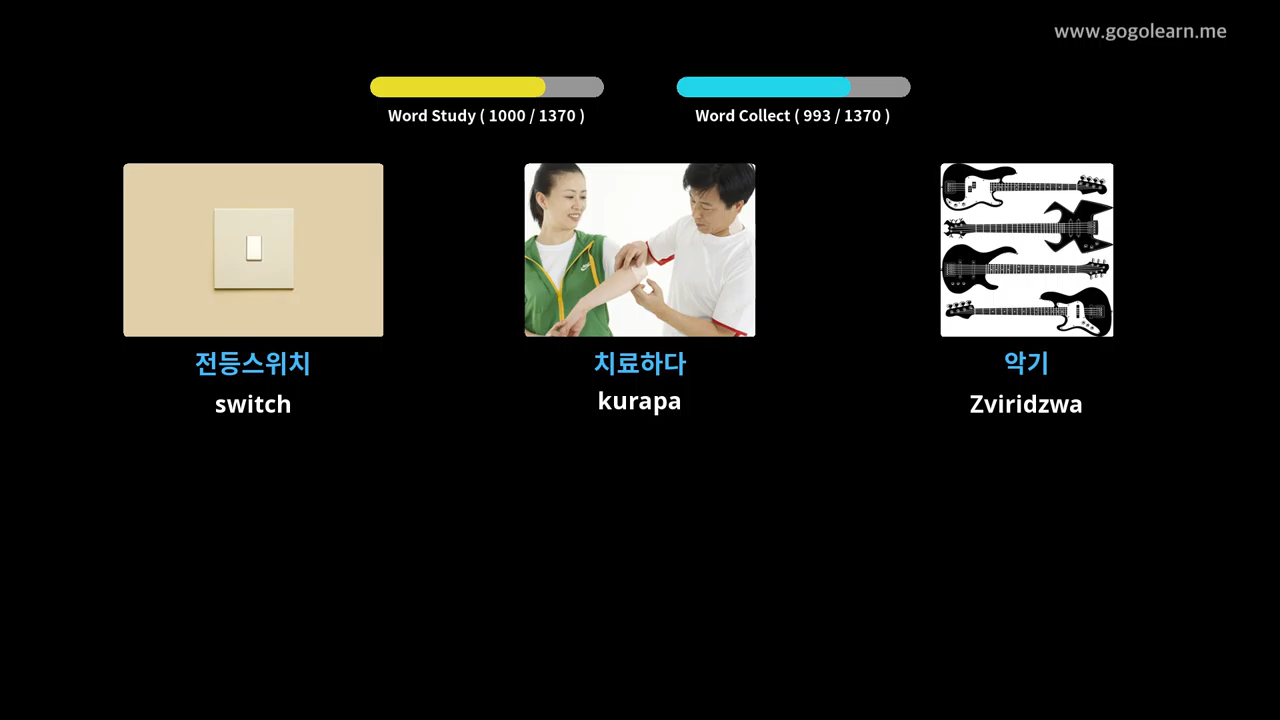 www.gogolearn.me
Word Study ( 1000 / 1370 )
Word Collect ( 993 / 1370 )
전등스위치
치료하다
악기
switch
kurapa
Zviridzwa